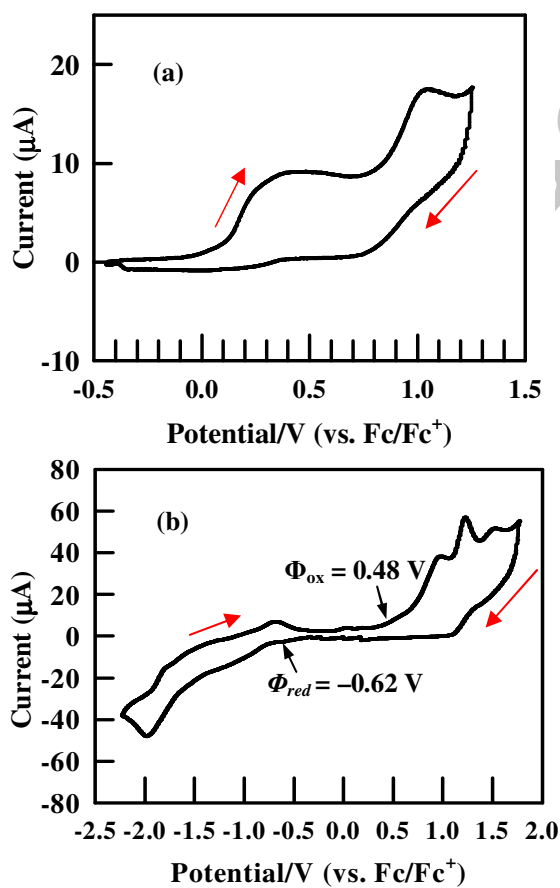 (a)
20
10
0
-10
Current (µA)
-0.5 0.0 0.5 1.0 1.5
Potential/V (vs. Fc/Fc⁺)
(b)
80
60
40
20
0
-20
-40
-60
-80
Current (µA)
Φox = 0.48 V
Φred = –0.62 V
-2.5 -2.0 -1.5 -1.0 -0.5 0.0 0.5 1.0 1.5 2.0
Potential/V (vs. Fc/Fc⁺)